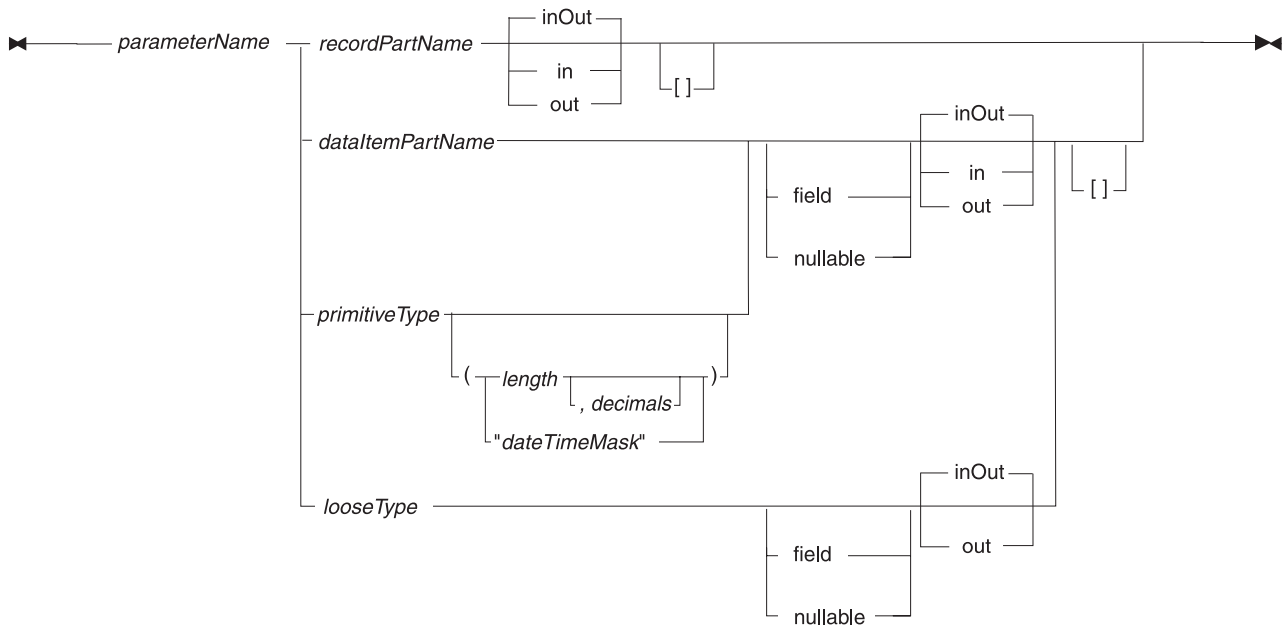 inOut
parameterName recordPartName
in
[ ]
out
inOut
dataItemPartName
in
field
[ ]
out
nullable
primitiveType
( length )
, decimals
"dateTimeMask"
inOut
looseType
out
field
nullable